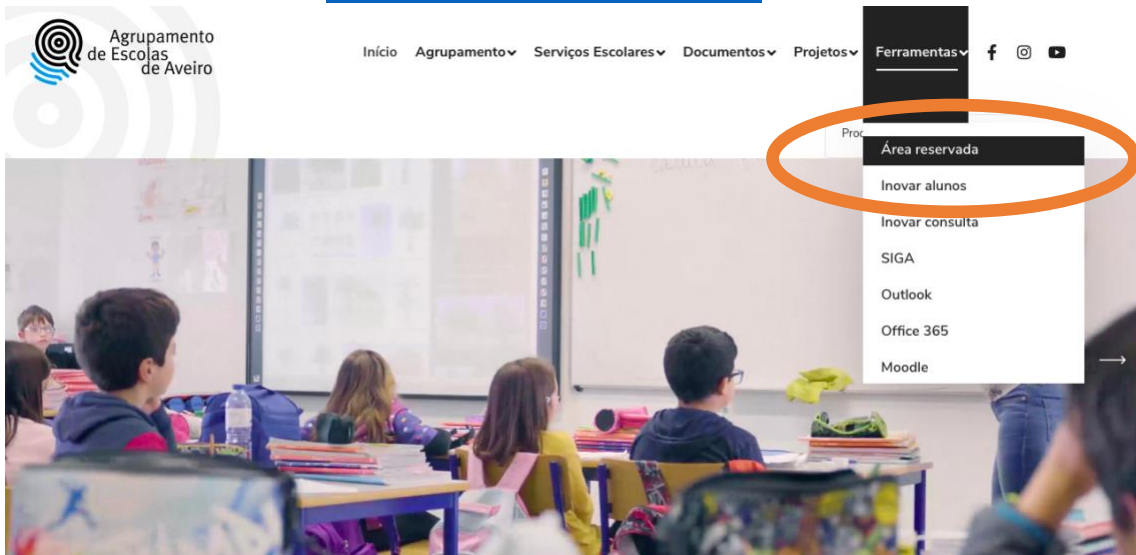 Agrupamento
de Escolas
de Aveiro
Início Agrupamento Serviços Escolares Documentos Projetos Ferramentas
Área reservada
Inovar alunos
Inovar consulta
SIGA
Outlook
Office 365
Moodle